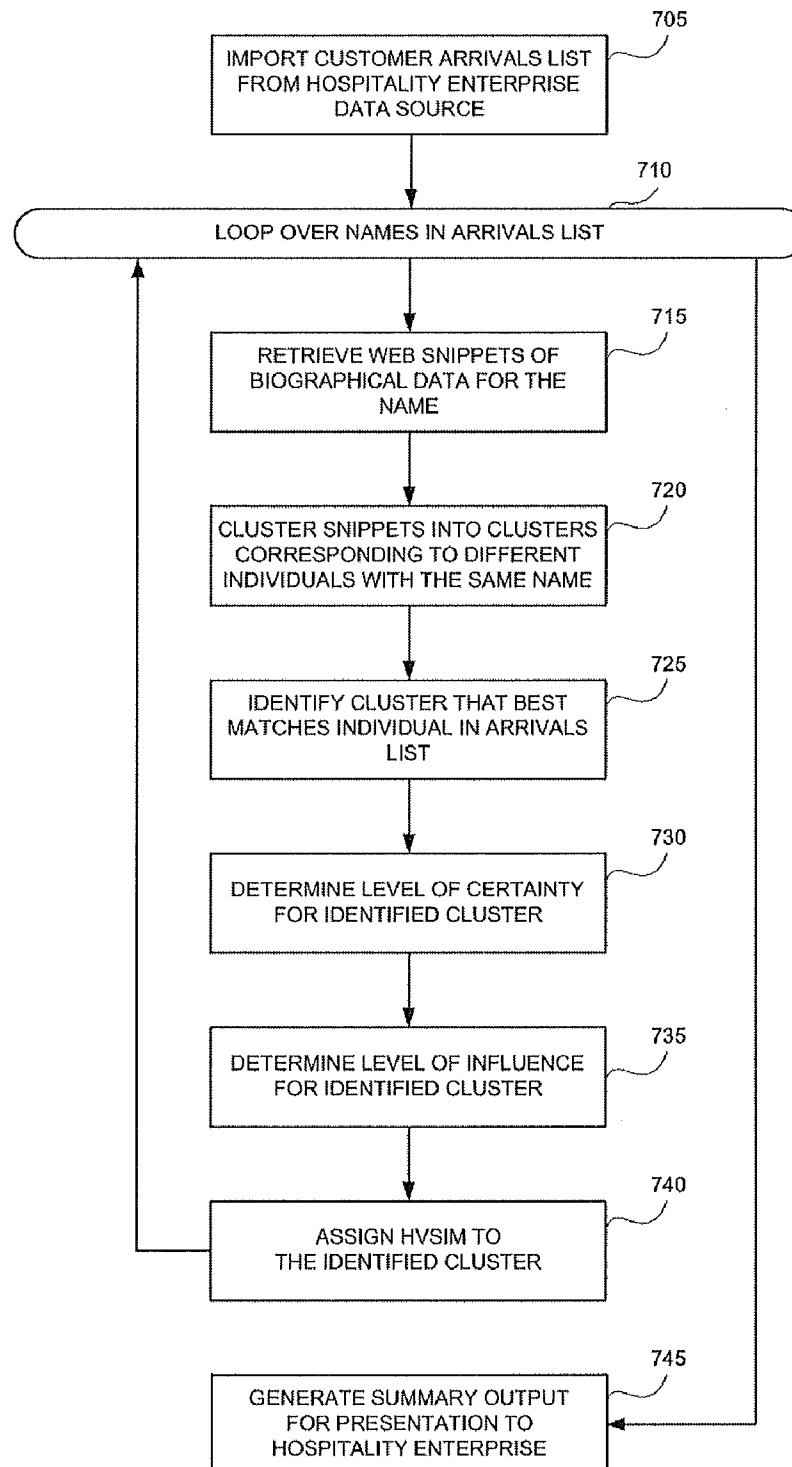 705
IMPORT CUSTOMER ARRIVALS LIST
FROM HOSPITALITY ENTERPRISE
DATA SOURCE
710
LOOP OVER NAMES IN ARRIVALS LIST
715
RETRIEVE WEB SNIPPETS OF
BIOGRAPHICAL DATA FOR THE
NAME
720
CLUSTER SNIPPETS INTO CLUSTERS
CORRESPONDING TO DIFFERENT
INDIVIDUALS WITH THE SAME NAME
725
IDENTIFY CLUSTER THAT BEST
MATCHES INDIVIDUAL IN ARRIVALS
LIST
730
DETERMINE LEVEL OF CERTAINTY
FOR IDENTIFIED CLUSTER
735
DETERMINE LEVEL OF INFLUENCE
FOR IDENTIFIED CLUSTER
740
ASSIGN HVSIM TO
THE IDENTIFIED CLUSTER
745
GENERATE SUMMARY OUTPUT
FOR PRESENTATION TO
HOSPITALITY ENTERPRISE